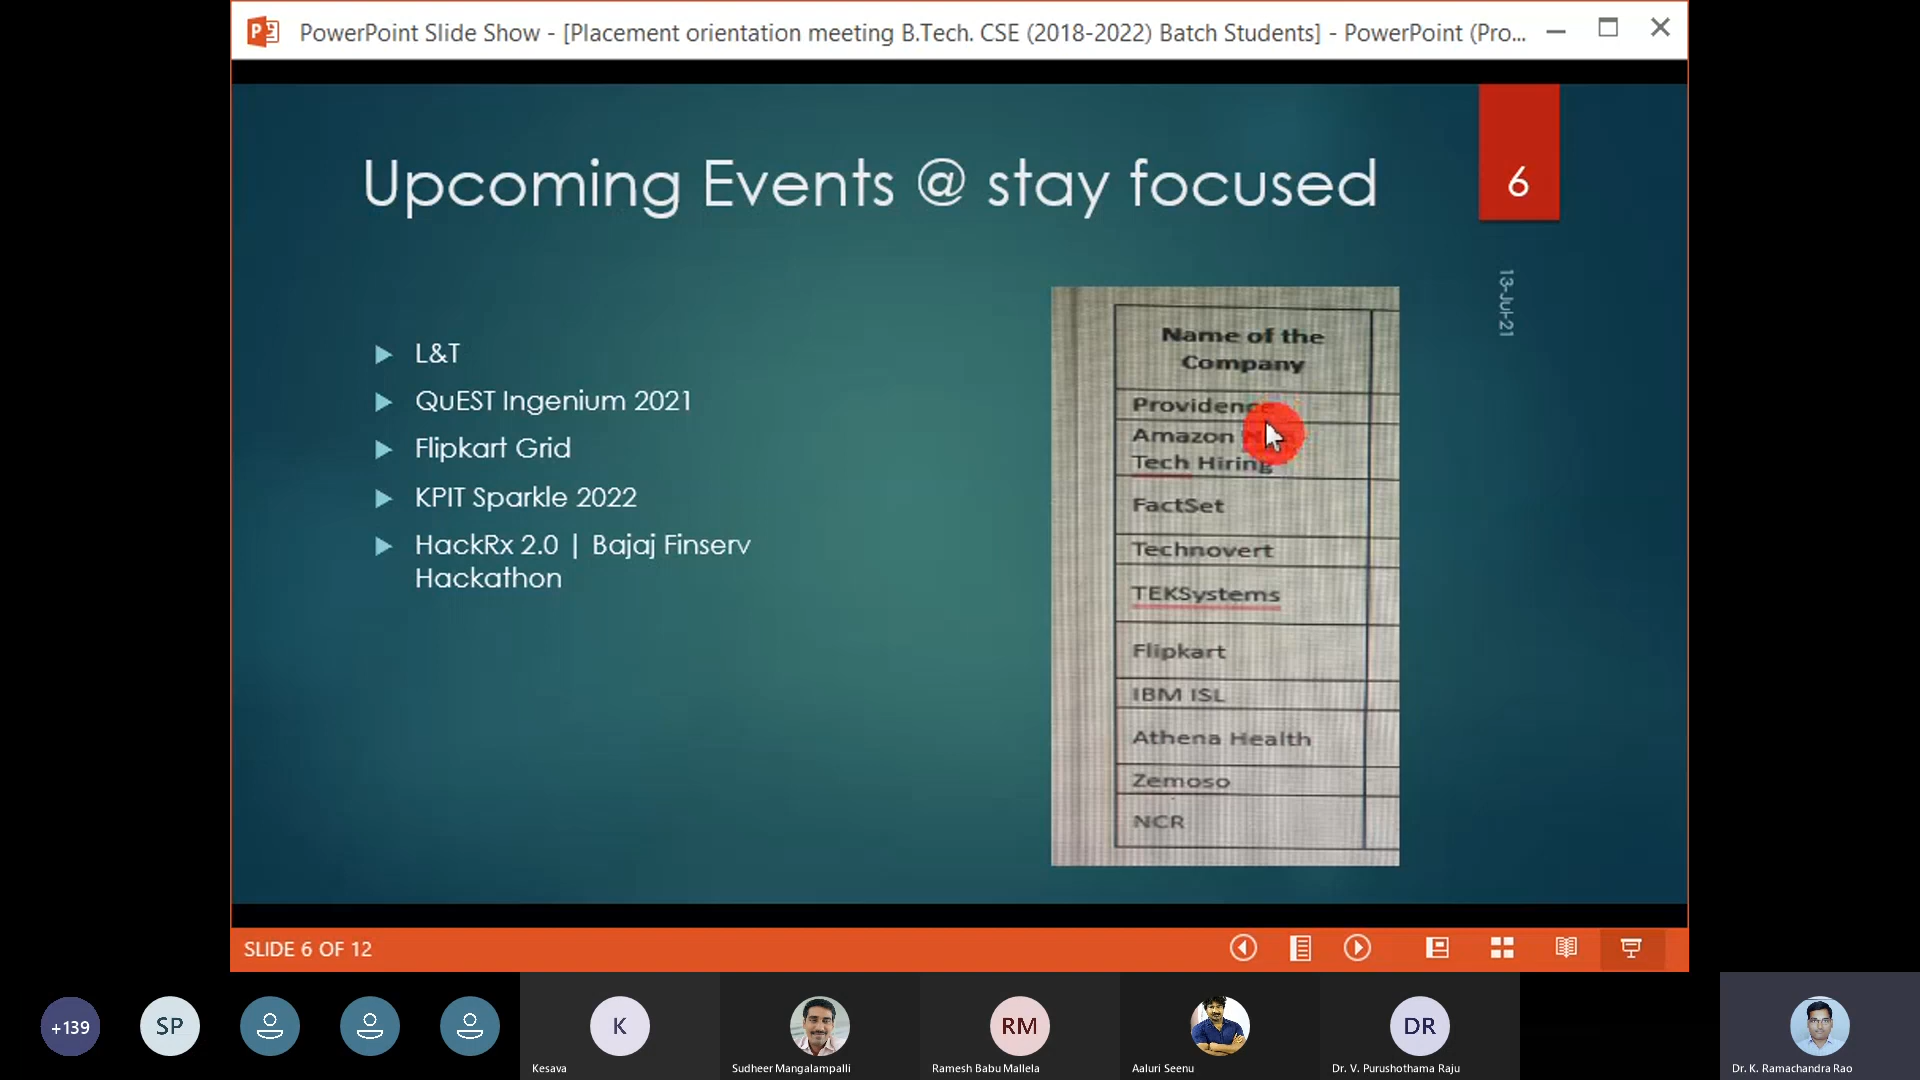 PowerPoint Slide Show - [Placement orientation meeting B.Tech. CSE (2018-2022) Batch Students] - PowerPoint (Pro...
Upcoming Events @ stay focused
6
13-Jul-21
L&T
QuEST Ingenium 2021
Flipkart Grid
KPIT Sparkle 2022
HackRx 2.0 | Bajaj Finserv
Hackathon
Name of the
Company
Providence
Amazon
Tech Hiring
FactSet
Technovert
TEKSystems
Flipkart
IBM ISL
Athena Health
Zemoso
NCR
SLIDE 6 OF 12
+139
SP
K
RM
DR
Kesava
Sudheer Mangalampalli
Ramesh Babu Mallela
Aaluri Seenu
Dr. V. Purushothama Raju
Dr. K. Ramachandra Rao